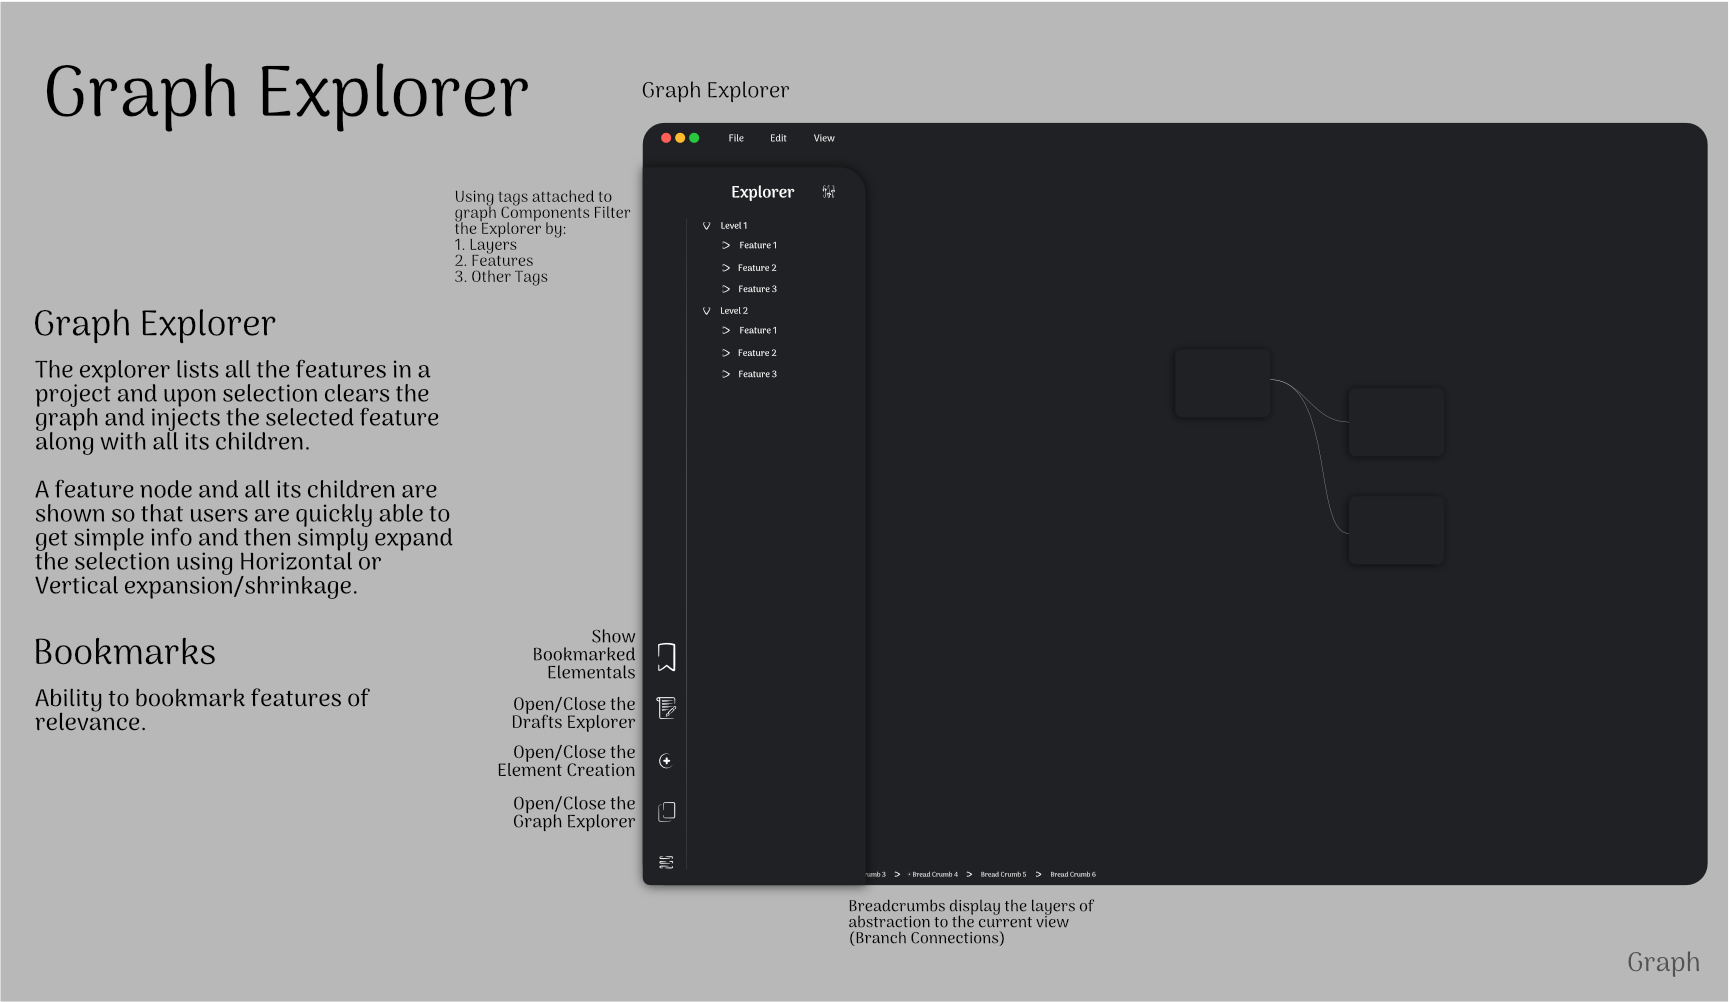 Graph Explorer
Graph Explorer
File Edit View
Using tags attached to
graph Components Filter
the Explorer by:
1. Layers
2. Features
3. Other Tags
Explorer
Level 1
Feature 1
Feature 2
Feature 3
Level 2
Feature 1
Feature 2
Feature 3
Graph Explorer
The explorer lists all the features in a
project and upon selection clears the
graph and injects the selected feature
along with all its children.
A feature node and all its children are
shown so that users are quickly able to
get simple info and then simply expand
the selection using Horizontal or
Vertical expansion/shrinkage.
Bookmarks
Ability to bookmark features of
relevance.
Show
Bookmarked
Elementals
Open/Close the
Drafts Explorer
Open/Close the
Element Creation
Open/Close the
Graph Explorer
rumb 3 > Bread Crumb 4 > Bread Crumb 5 > Bread Crumb 6
Breadcrumbs display the layers of
abstraction to the current view
(Branch Connections)
Graph